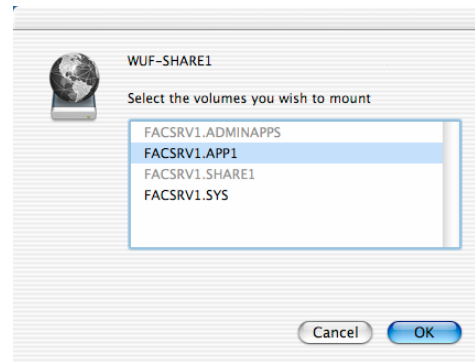 WUF-SHARE1
Select the volumes you wish to mount
FACSRV1.ADMINAPPS
FACSRV1.APP1
FACSRV1.SHARE1
FACSRV1.SYS
Cancel OK